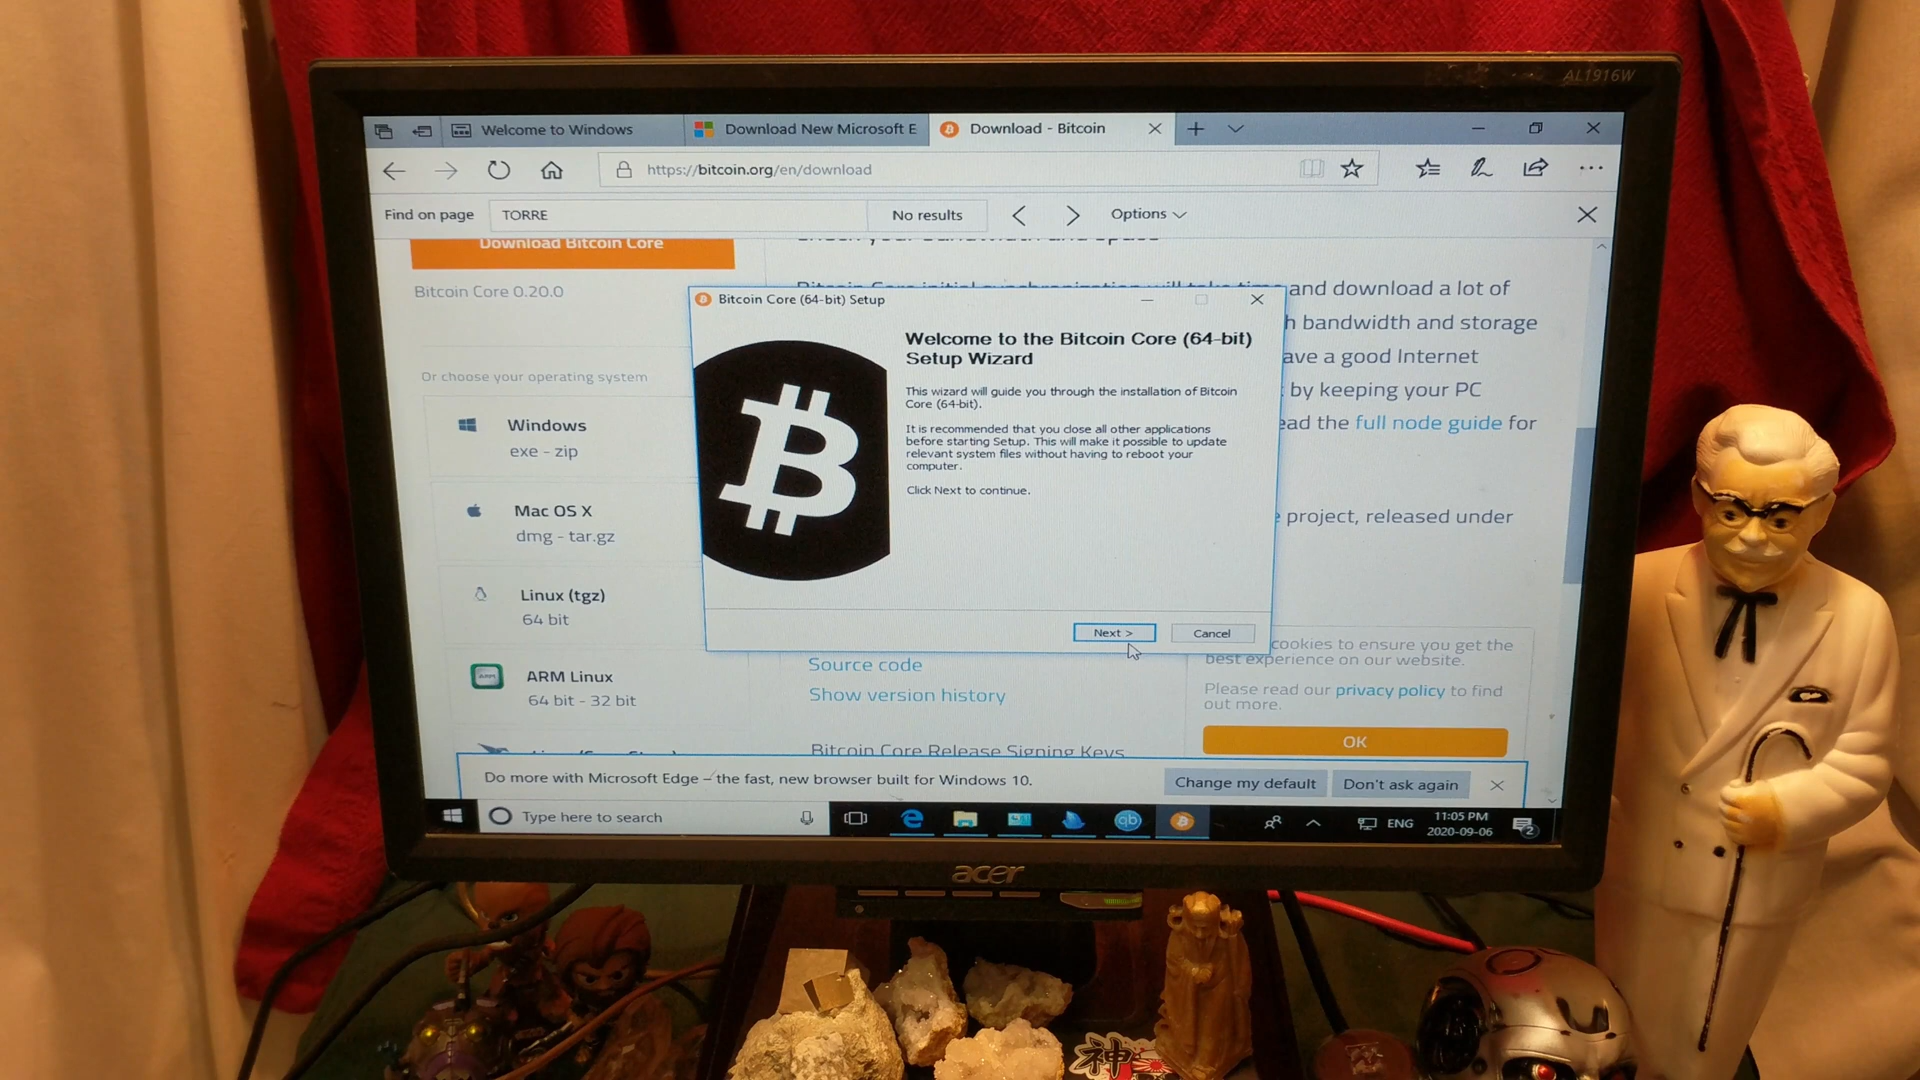 AL1916W
Welcome to Windows
Download New Microsoft E
Download - Bitcoin
https://bitcoin.org/en/download
Find on page
TORRE
No results
Options
Download Bitcoin Core
Bitcoin Core 0.20.0
Or choose your operating system
Windows
exe - zip
Mac OS X
dmg - tar.gz
Linux (tgz)
64 bit
ARM Linux
64 bit - 32 bit
and download a lot of
h bandwidth and storage
ave a good Internet
by keeping your PC
ead the full node guide for
project, released under
Bitcoin Core (64-bit) Setup
Welcome to the Bitcoin Core (64-bit)
Setup Wizard
This wizard will guide you through the installation of Bitcoin
Core (64-bit).
It is recommended that you close all other applications
before starting Setup. This will make it possible to update
relevant system files without having to reboot your
computer.
Click Next to continue.
Next >
Cancel
Source code
Show version history
Bitcoin Core Release Signing Keys
cookies to ensure you get the
best experience on our website.
Please read our privacy policy to find
out more.
OK
Do more with Microsoft Edge – the fast, new browser built for Windows 10.
Change my default
Don't ask again
Type here to search
qb
ENG
11:05 PM
2020-09-06
2
acer
神